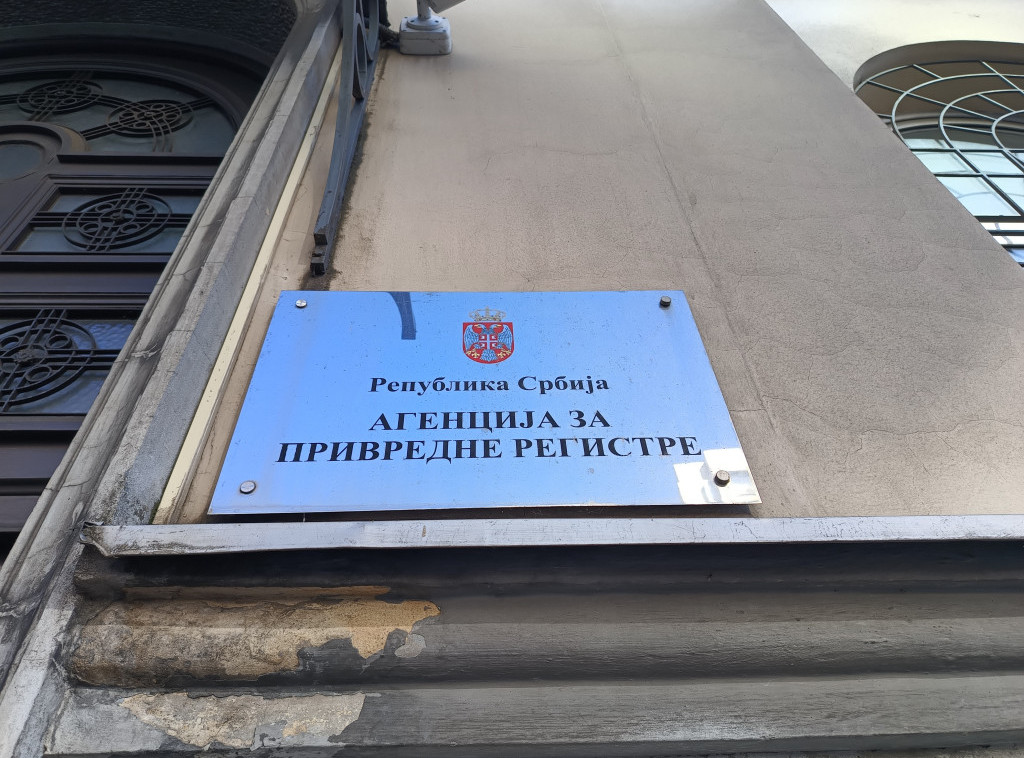 Република Србија
АГЕНЦИЈА ЗА
ПРИВРЕДНЕ РЕГИСТРЕ